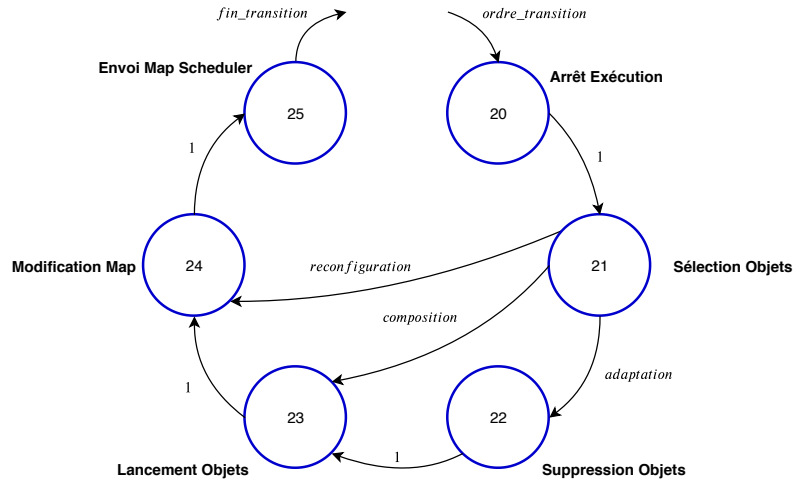 fin_transition
ordre_transition
Envoi Map Scheduler
Arrêt Exécution
25
20
1
1
Modification Map
24
reconfiguration
21
Sélection Objets
composition
adaptation
1
23
22
1
Lancement Objets
Suppression Objets